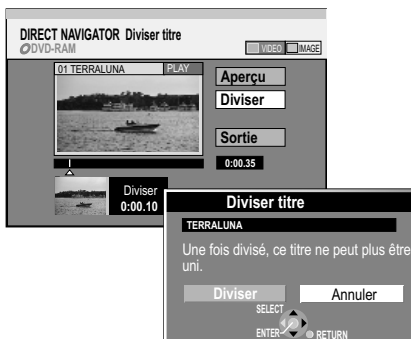 DIRECT NAVIGATOR Diviser titre
DVD-RAM
VIDEO IMAGE
01 TERRALUNA PLAY
Aperçu
Diviser
Sortie
0:00.35
Diviser
0:00.10
Diviser titre
TERRALUNA
Une fois divisé, ce titre ne peut plus être
uni.
Diviser Annuler
SELECT
ENTER RETURN